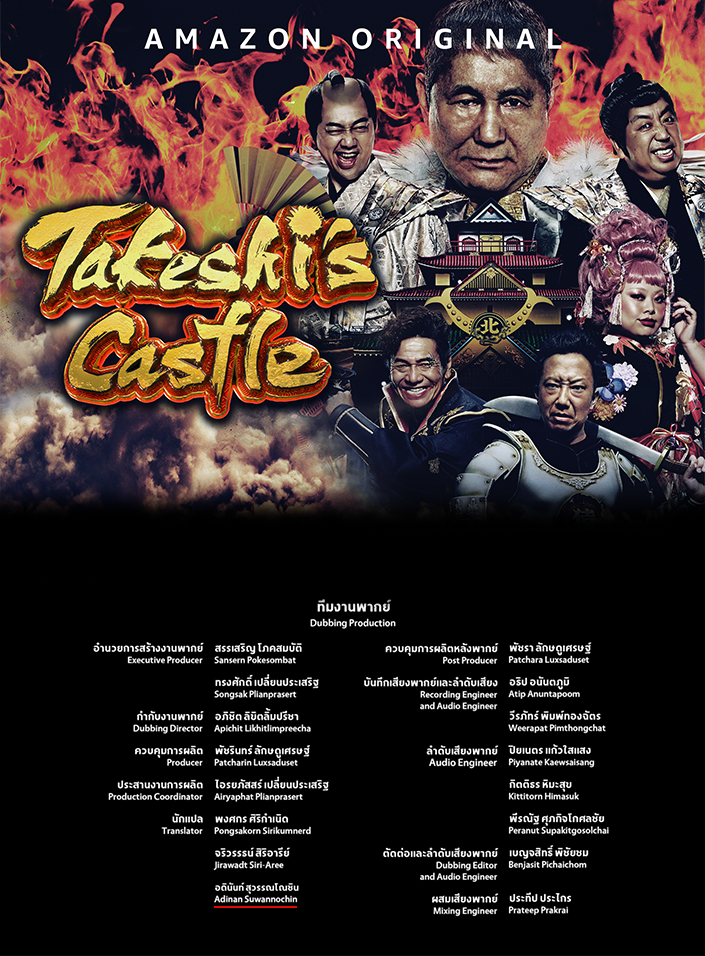 AMAZON ORIGINAL
Takeshi's
Castle
北
ทีมงานพากย์
Dubbing Production
อำนวยการสร้างงานพากย์ สรรเสริญ โภคสมบัติ
Executive Producer Sansern Pokesombat
ทรงศักดิ์ เปลี่ยนประเสริฐ
Songsak Plianprasert
กำกับงานพากย์ อภิชิต ลิขิตลิ้มปรีชา
Dubbing Director Apichit Likhitlimpreecha
ควบคุมการผลิต พัชรินทร์ ลักษดูเศรษฐ์
Producer Patcharin Luxsaduset
ประสานงานการผลิต ไอรยภัสสร์ เปลี่ยนประเสริฐ
Production Coordinator Airyaphat Plianprasert
นักแปล พงศกร ศิริกำเนิด
Translator Pongsakorn Sirikumnerd
จริวรรธน์ สิริอารีย์
Jirawadt Siri-Aree
อดินันท์ สุวรรณโณชิน
Adinan Suwannochin
ควบคุมการผลิตหลังพากย์ พัชรา ลักษดูเศรษฐ์
Post Producer Patchara Luxsaduset
บันทึกเสียงพากย์และลำดับเสียง อธิป อนันตภูมิ
Recording Engineer Atip Anuntapoom
and Audio Engineer
วีรภัทร์ พิมพ์ทองฉัตร
Weerapat Pimthongchat
ลำดับเสียงพากย์ ปิยเนตร แก้วใสแสง
Audio Engineer Piyanate Kaewsaisang
กิตติธร หิมะสุข
Kittitorn Himasuk
พีรณัฐ ศุภกิจโกศลชัย
Peranut Supakitgosolchai
ตัดต่อและลำดับเสียงพากย์ เบญจสิทธิ์ พิชัยชม
Dubbing Editor Benjasit Pichaichom
and Audio Engineer
ผสมเสียงพากย์ ประทีป ประไกร
Mixing Engineer Prateep Prakrai